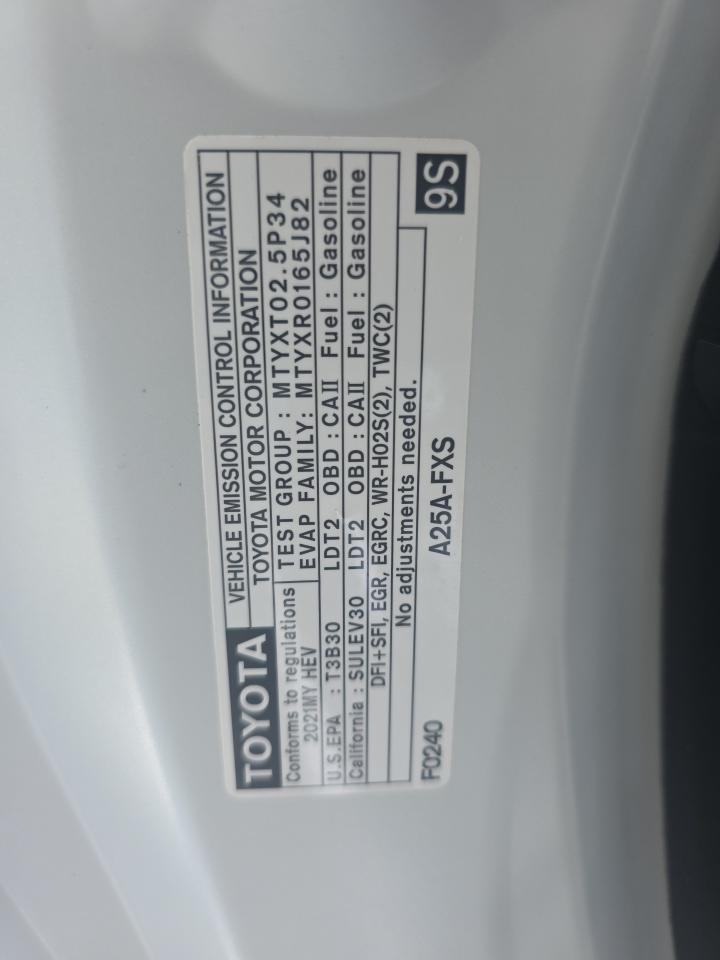 TOYOTA VEHICLE EMISSION CONTROL INFORMATION
TOYOTA MOTOR CORPORATION
Conforms to regulations TEST GROUP : MTYXT02.5P34
2021MY HEV EVAP FAMILY: MTYXR0165J82
U.S.EPA : T3B30 LDT2 OBD : CAII Fuel : Gasoline
California : SULEV30 LDT2 OBD : CAII Fuel : Gasoline
DFI+SFI, EGR, EGRC, WR-HO2S(2), TWC(2)
No adjustments needed.
F0240 A25A-FXS 9S